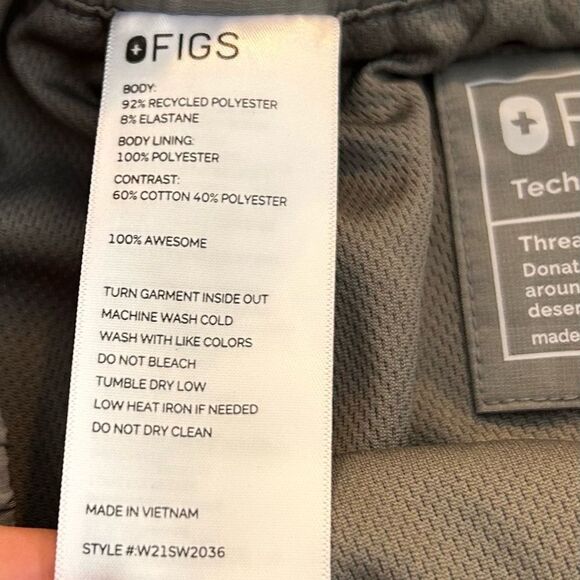 FIGS
BODY:
92% RECYCLED POLYESTER
8% ELASTANE
BODY LINING:
100% POLYESTER
CONTRAST:
60% COTTON 40% POLYESTER
100% AWESOME
TURN GARMENT INSIDE OUT
MACHINE WASH COLD
WASH WITH LIKE COLORS
DO NOT BLEACH
TUMBLE DRY LOW
LOW HEAT IRON IF NEEDED
DO NOT DRY CLEAN
MADE IN VIETNAM
STYLE #:W21SW2036
F
Tech
Threa
Donat
aroun
deser
made